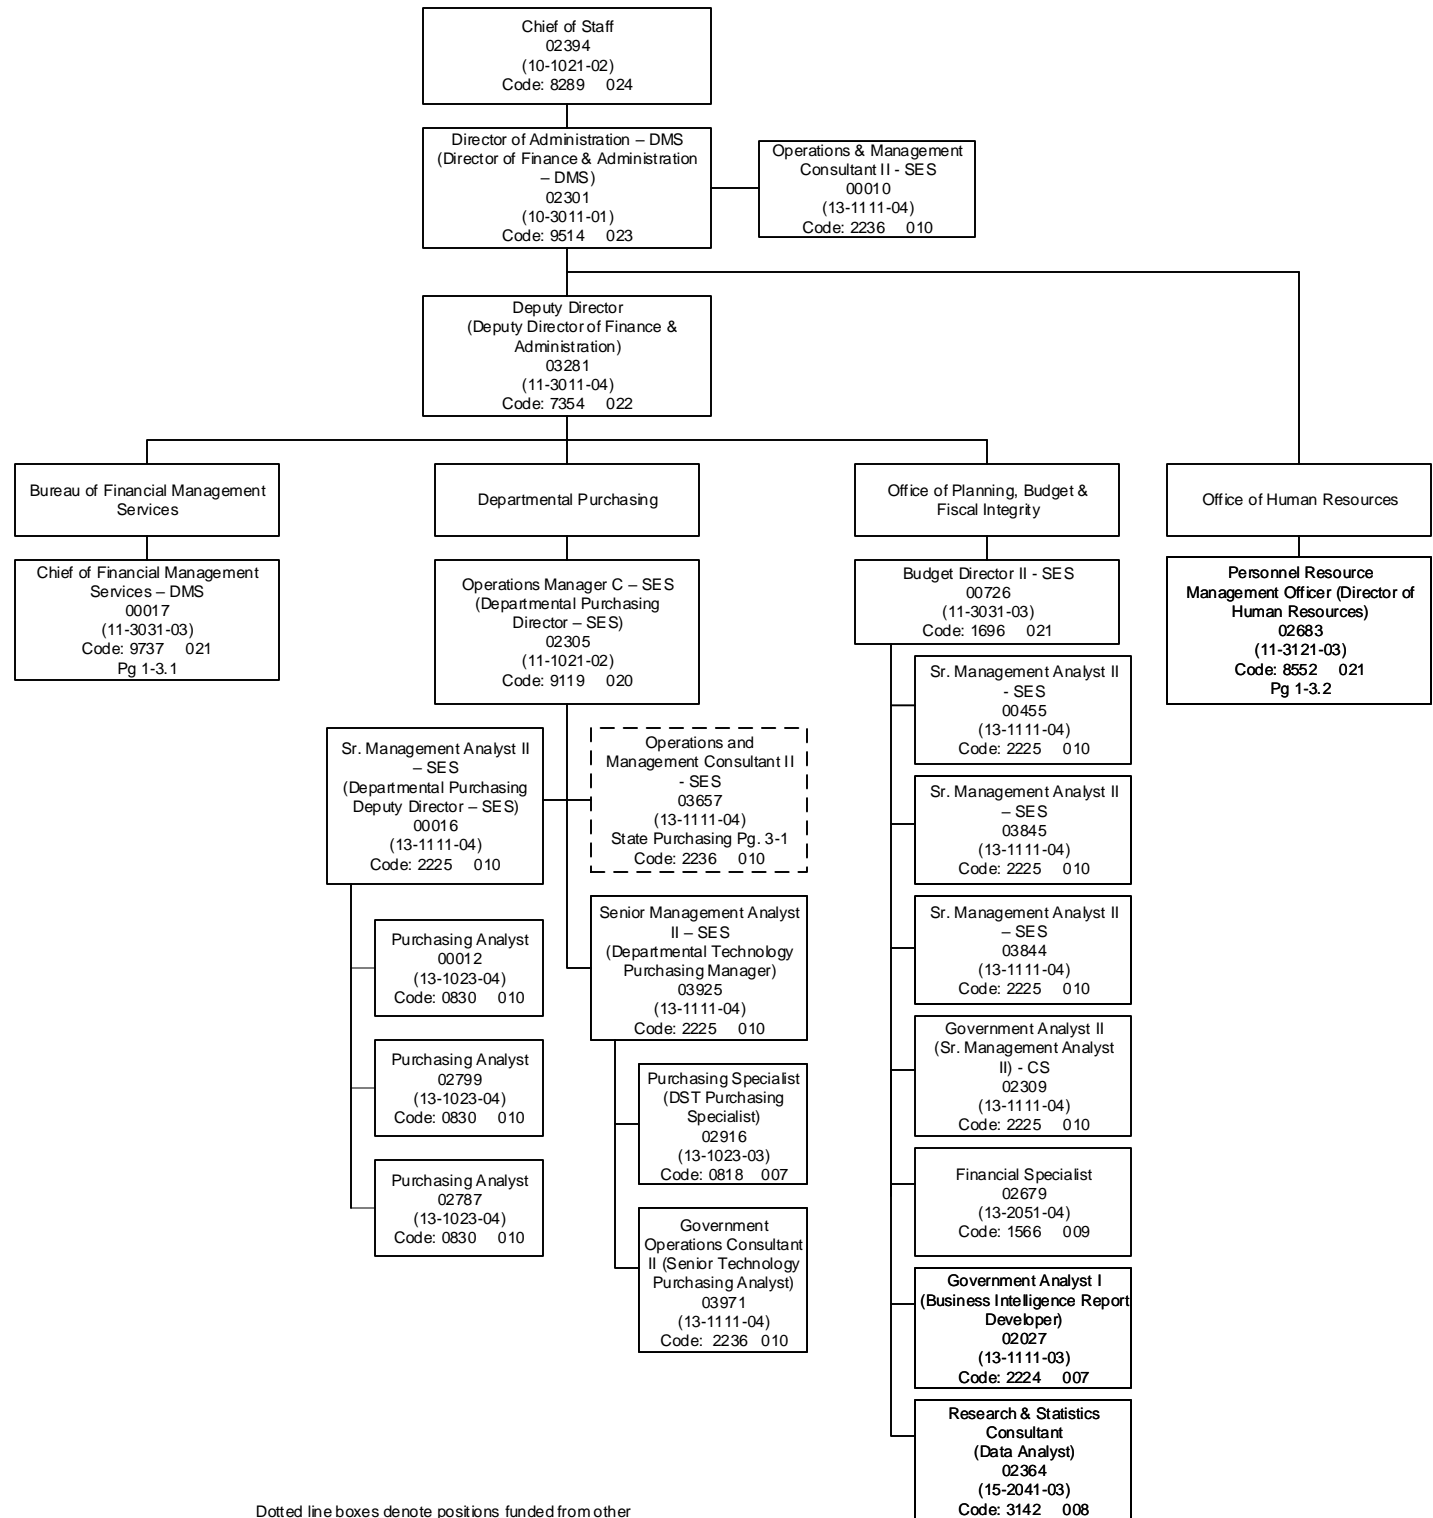 Chief of Staff
02394
(10-1021-02)
Code: 8289 024
Director of Administration – DMS
(Director of Finance & Administration
– DMS)
02301
(10-3011-01)
Code: 9514 023
Operations & Management
Consultant II - SES
00010
(13-1111-04)
Code: 2236 010
Deputy Director
(Deputy Director of Finance &
Administration)
03281
(11-3011-04)
Code: 7354 022
Bureau of Financial Management
Services
Chief of Financial Management
Services – DMS
00017
(11-3031-03)
Code: 9737 021
Pg 1-3.1
Departmental Purchasing
Operations Manager C – SES
(Departmental Purchasing
Director – SES)
02305
(11-1021-02)
Code: 9119 020
Sr. Management Analyst II
– SES
(Departmental Purchasing
Deputy Director – SES)
00016
(13-1111-04)
Code: 2225 010
Purchasing Analyst
00012
(13-1023-04)
Code: 0830 010
Purchasing Analyst
02799
(13-1023-04)
Code: 0830 010
Purchasing Analyst
02787
(13-1023-04)
Code: 0830 010
Operations and
Management Consultant II
- SES
03657
(13-1111-04)
State Purchasing Pg. 3-1
Code: 2236 010
Senior Management Analyst
II – SES
(Departmental Technology
Purchasing Manager)
03925
(13-1111-04)
Code: 2225 010
Purchasing Specialist
(DST Purchasing
Specialist)
02916
(13-1023-03)
Code: 0818 007
Government
Operations Consultant
II (Senior Technology
Purchasing Analyst)
03971
(13-1111-04)
Code: 2236 010
Office of Planning, Budget &
Fiscal Integrity
Budget Director II - SES
00726
(11-3031-03)
Code: 1696 021
Sr. Management Analyst II
- SES
00455
(13-1111-04)
Code: 2225 010
Sr. Management Analyst II
– SES
03845
(13-1111-04)
Code: 2225 010
Sr. Management Analyst II
– SES
03844
(13-1111-04)
Code: 2225 010
Government Analyst II
(Sr. Management Analyst
II) - CS
02309
(13-1111-04)
Code: 2225 010
Financial Specialist
02679
(13-2051-04)
Code: 1566 009
Government Analyst I
(Business Intelligence Report
Developer)
02027
(13-1111-03)
Code: 2224 007
Research & Statistics
Consultant
(Data Analyst)
02364
(15-2041-03)
Code: 3142 008
Office of Human Resources
Personnel Resource
Management Officer (Director of
Human Resources)
02683
(11-3121-03)
Code: 8552 021
Pg 1-3.2
Dotted line boxes denote positions funded from other